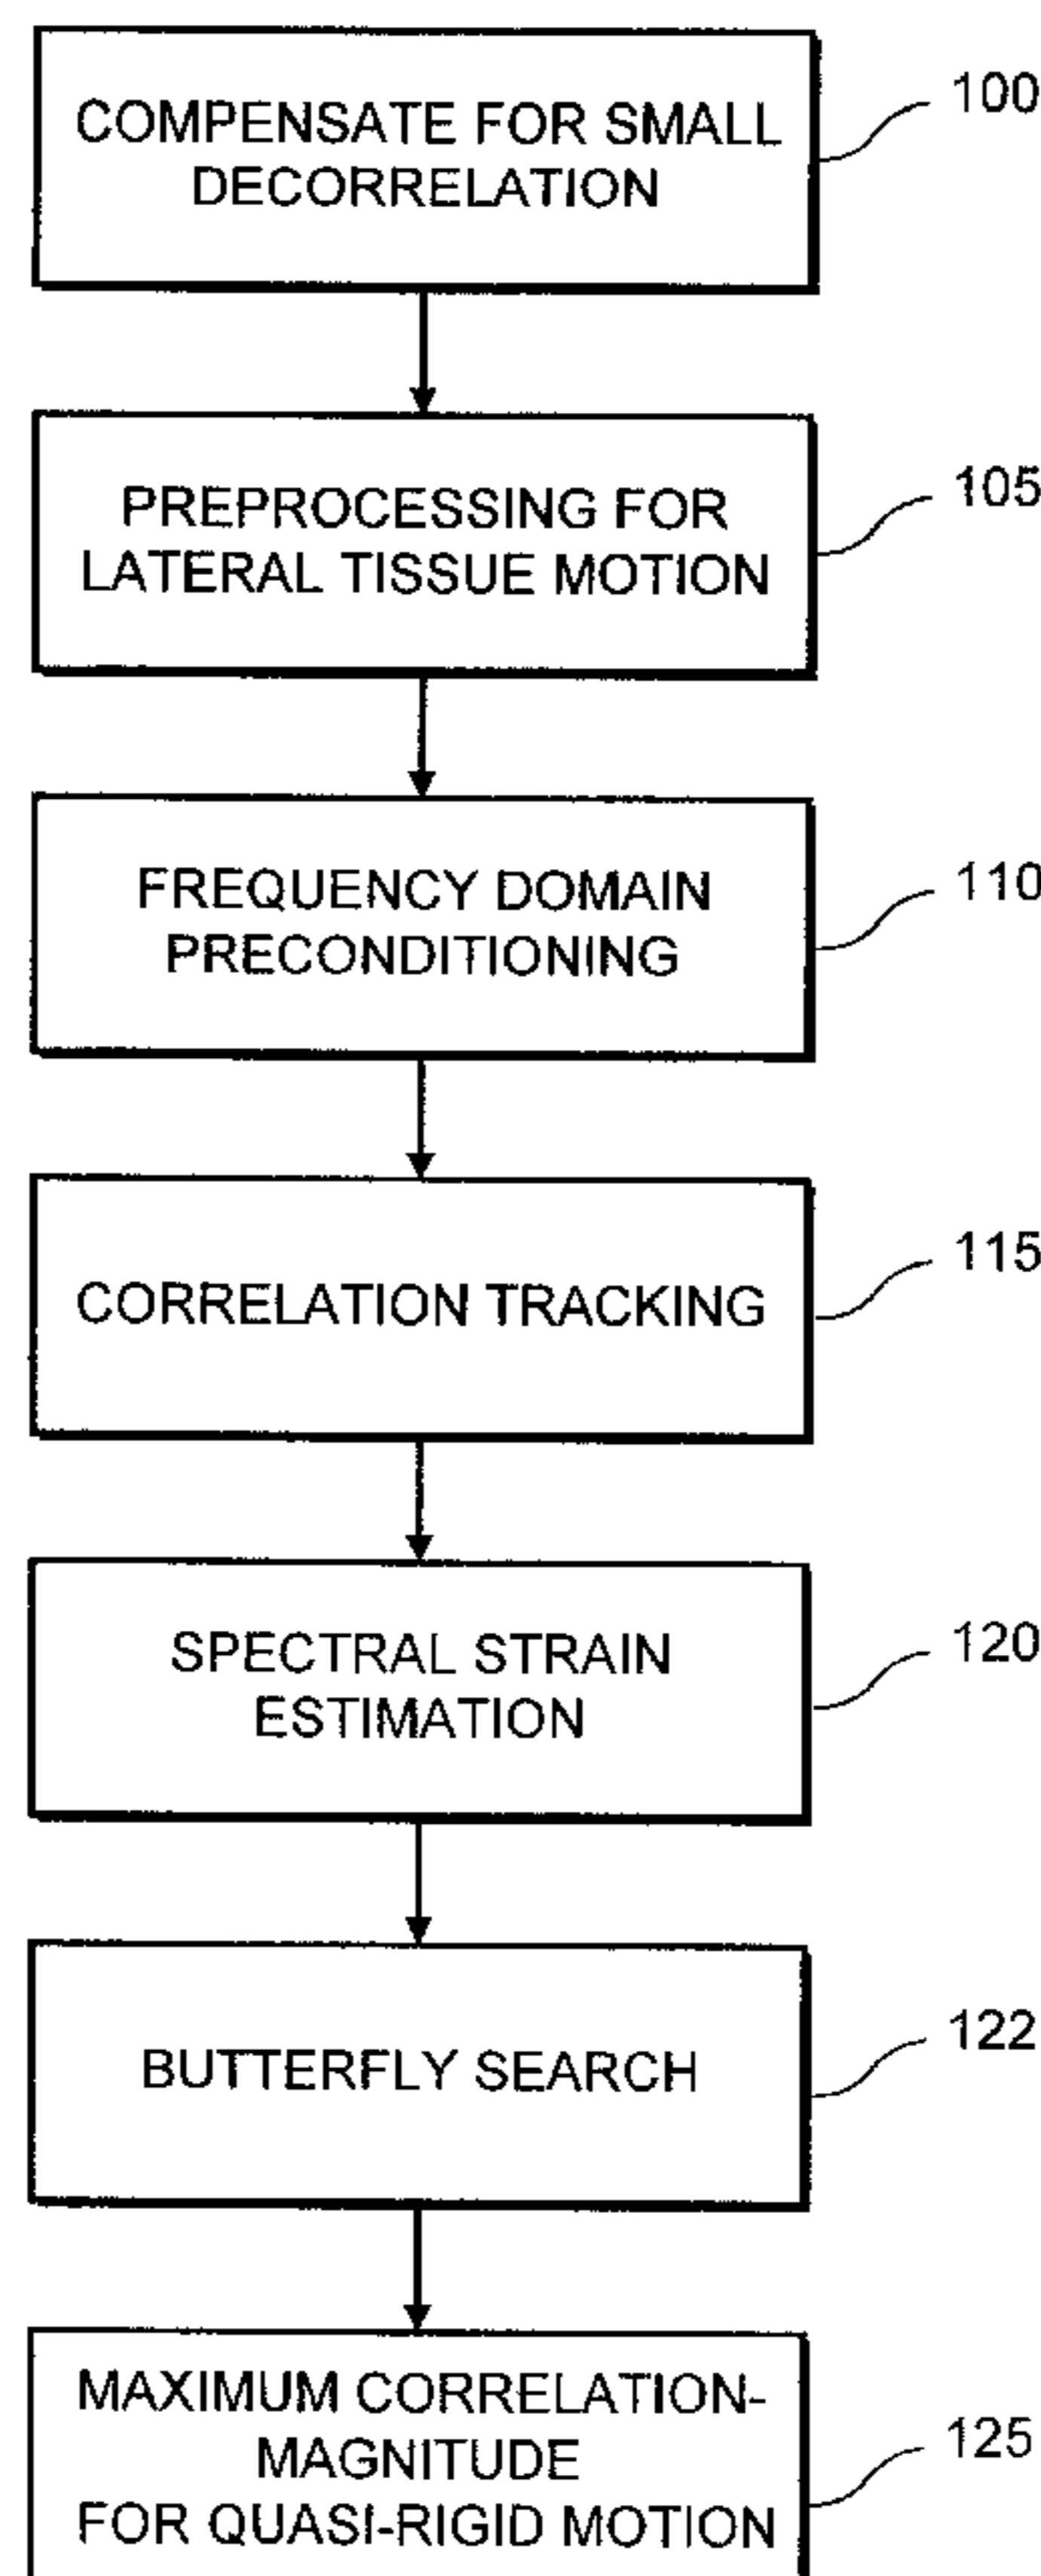 COMPENSATE FOR SMALL
DECORRELATION
100
PREPROCESSING FOR
LATERAL TISSUE MOTION
105
FREQUENCY DOMAIN
PRECONDITIONING
110
CORRELATION TRACKING
115
SPECTRAL STRAIN
ESTIMATION
120
BUTTERFLY SEARCH
122
MAXIMUM CORRELATION-
MAGNITUDE
FOR QUASI-RIGID MOTION
125